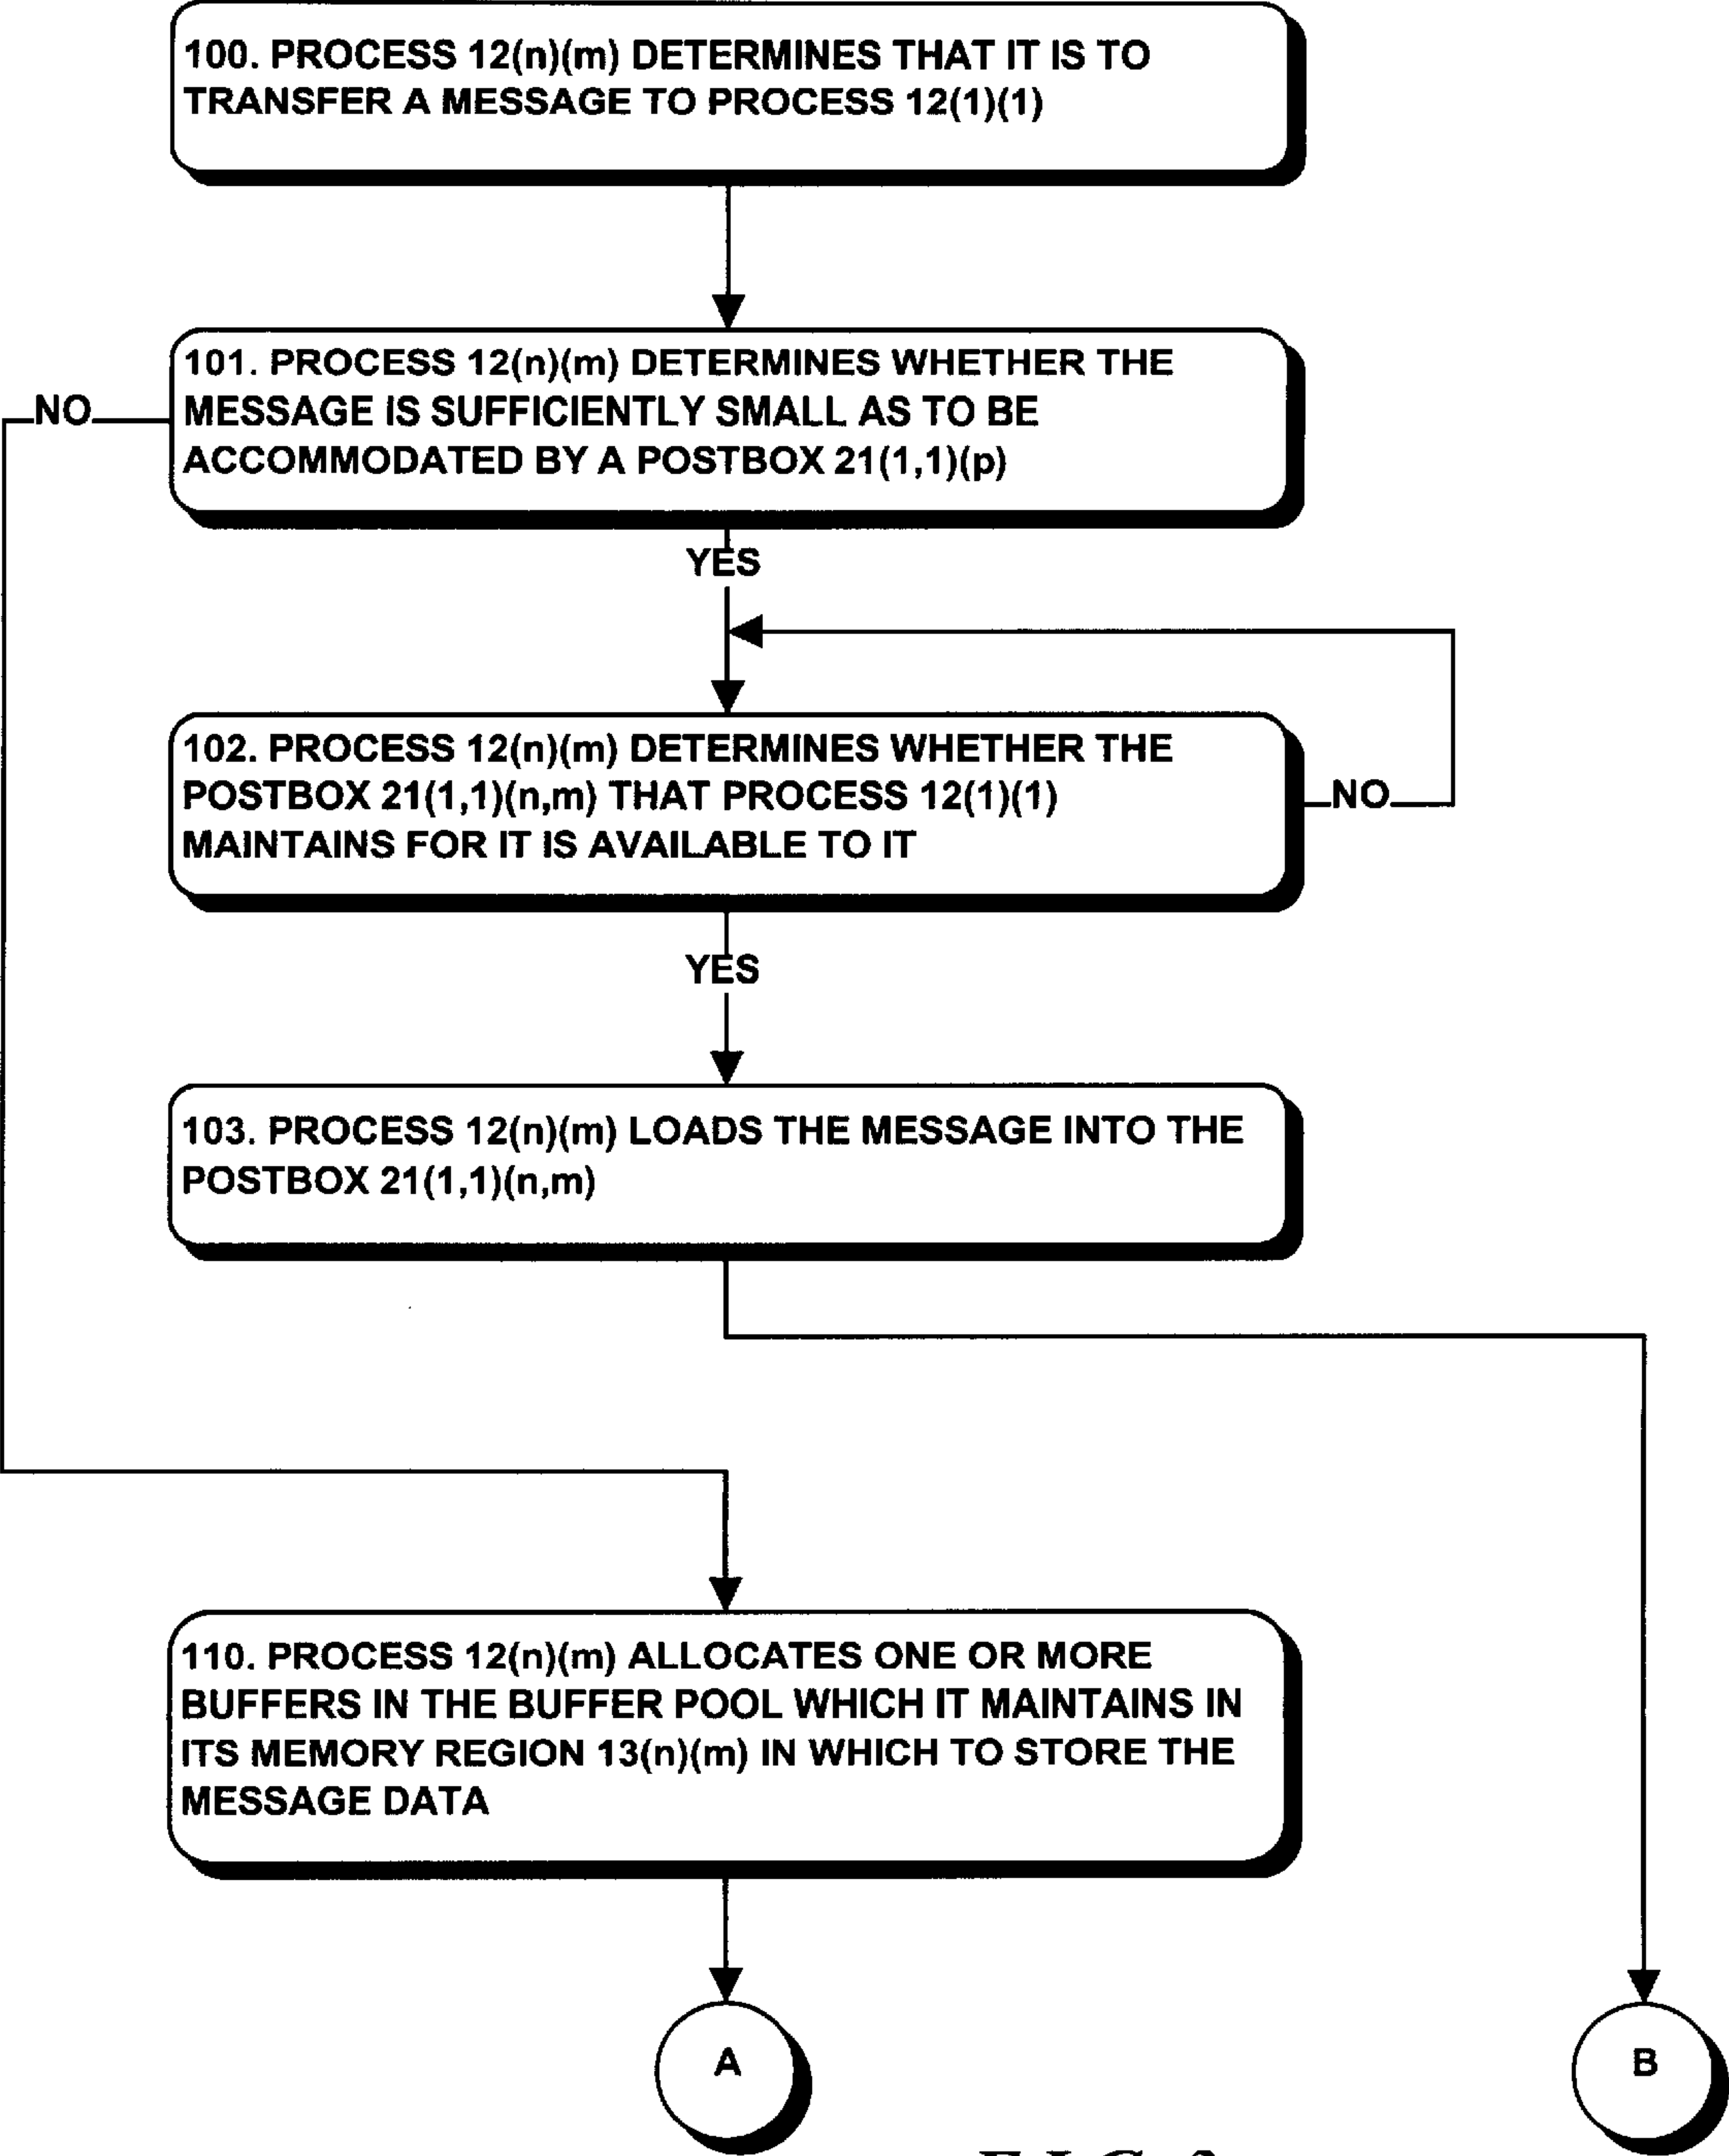 100. PROCESS 12(n)(m) DETERMINES THAT IT IS TO
TRANSFER A MESSAGE TO PROCESS 12(1)(1)
101. PROCESS 12(n)(m) DETERMINES WHETHER THE
MESSAGE IS SUFFICIENTLY SMALL AS TO BE
ACCOMMODATED BY A POSTBOX 21(1,1)(p)
NO
YES
102. PROCESS 12(n)(m) DETERMINES WHETHER THE
POSTBOX 21(1,1)(n,m) THAT PROCESS 12(1)(1)
MAINTAINS FOR IT IS AVAILABLE TO IT
NO
YES
103. PROCESS 12(n)(m) LOADS THE MESSAGE INTO THE
POSTBOX 21(1,1)(n,m)
110. PROCESS 12(n)(m) ALLOCATES ONE OR MORE
BUFFERS IN THE BUFFER POOL WHICH IT MAINTAINS IN
ITS MEMORY REGION 13(n)(m) IN WHICH TO STORE THE
MESSAGE DATA
A
B